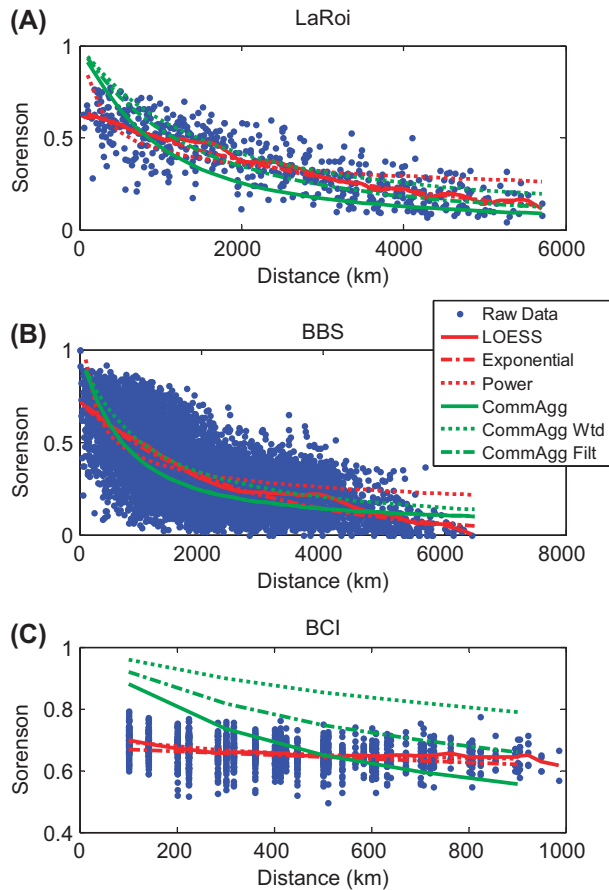 (A)
LaRoi
1
0.5
0
Sorenson
0
2000
4000
6000
Distance (km)
(B)
BBS
1
0.5
0
Sorenson
0
2000
4000
6000
8000
Distance (km)
Raw Data
LOESS
Exponential
Power
CommAgg
CommAgg Wtd
CommAgg Filt
(C)
BCI
1
0.8
0.6
0.4
Sorenson
0
200
400
600
800
1000
Distance (km)